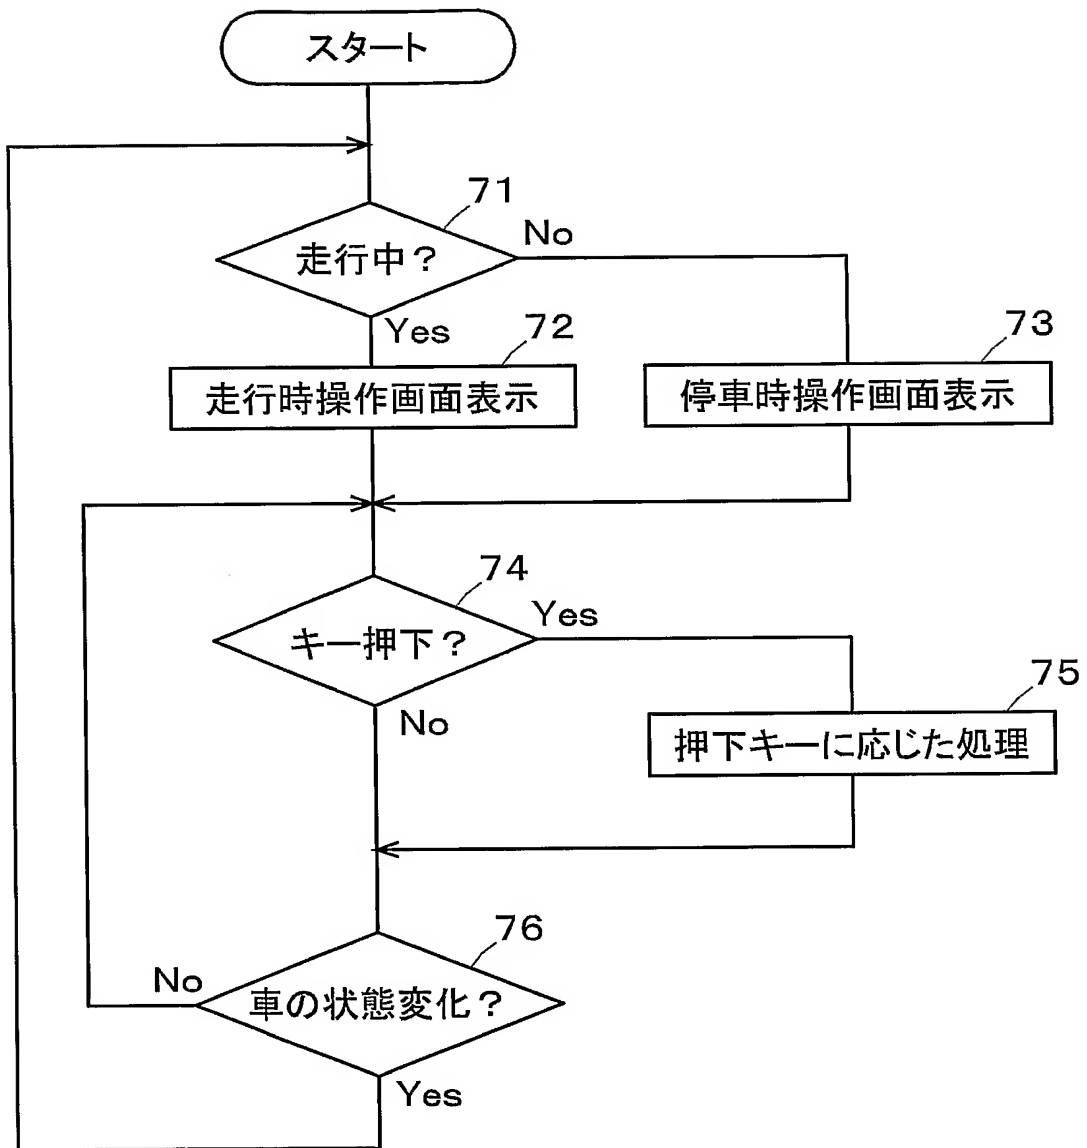 スタート
71
走行中？
No
Yes
72
走行時操作画面表示
73
停車時操作画面表示
74
キー押下？
Yes
No
75
押下キーに応じた処理
76
No
車の状態変化？
Yes